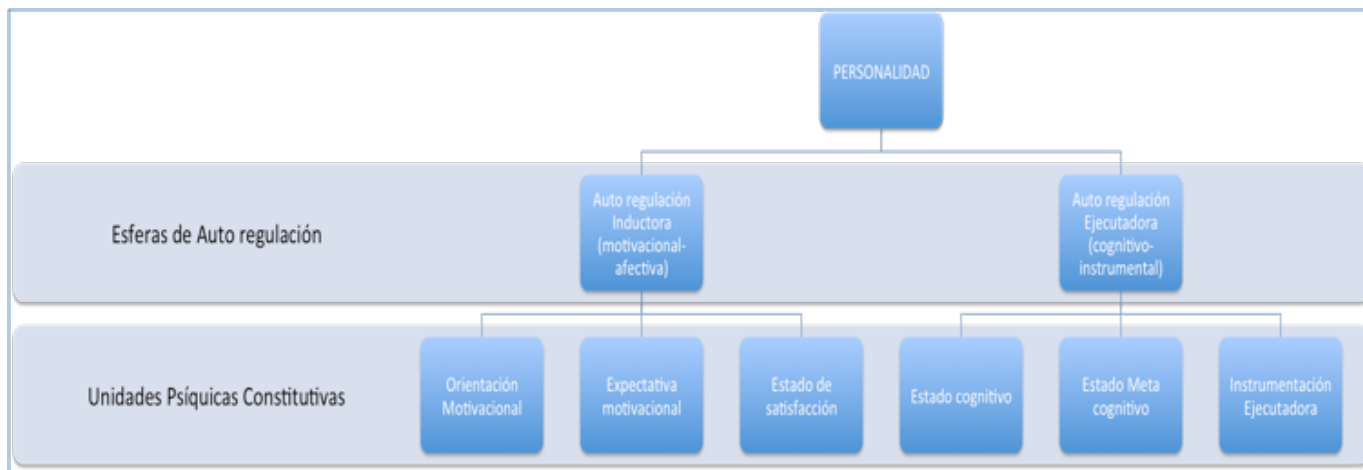 PERSONALIDAD
Esferas de Auto regulación
Auto regulación
Inductora
(motivacional-
afectiva)
Auto regulación
Ejecutadora
(cognitivo-
instrumental)
Unidades Psíquicas Constitutivas
Orientación
Motivacional
Expectativa
motivacional
Estado de
satisfacción
Estado cognitivo
Estado Meta
cognitivo
Instrumentación
Ejecutadora